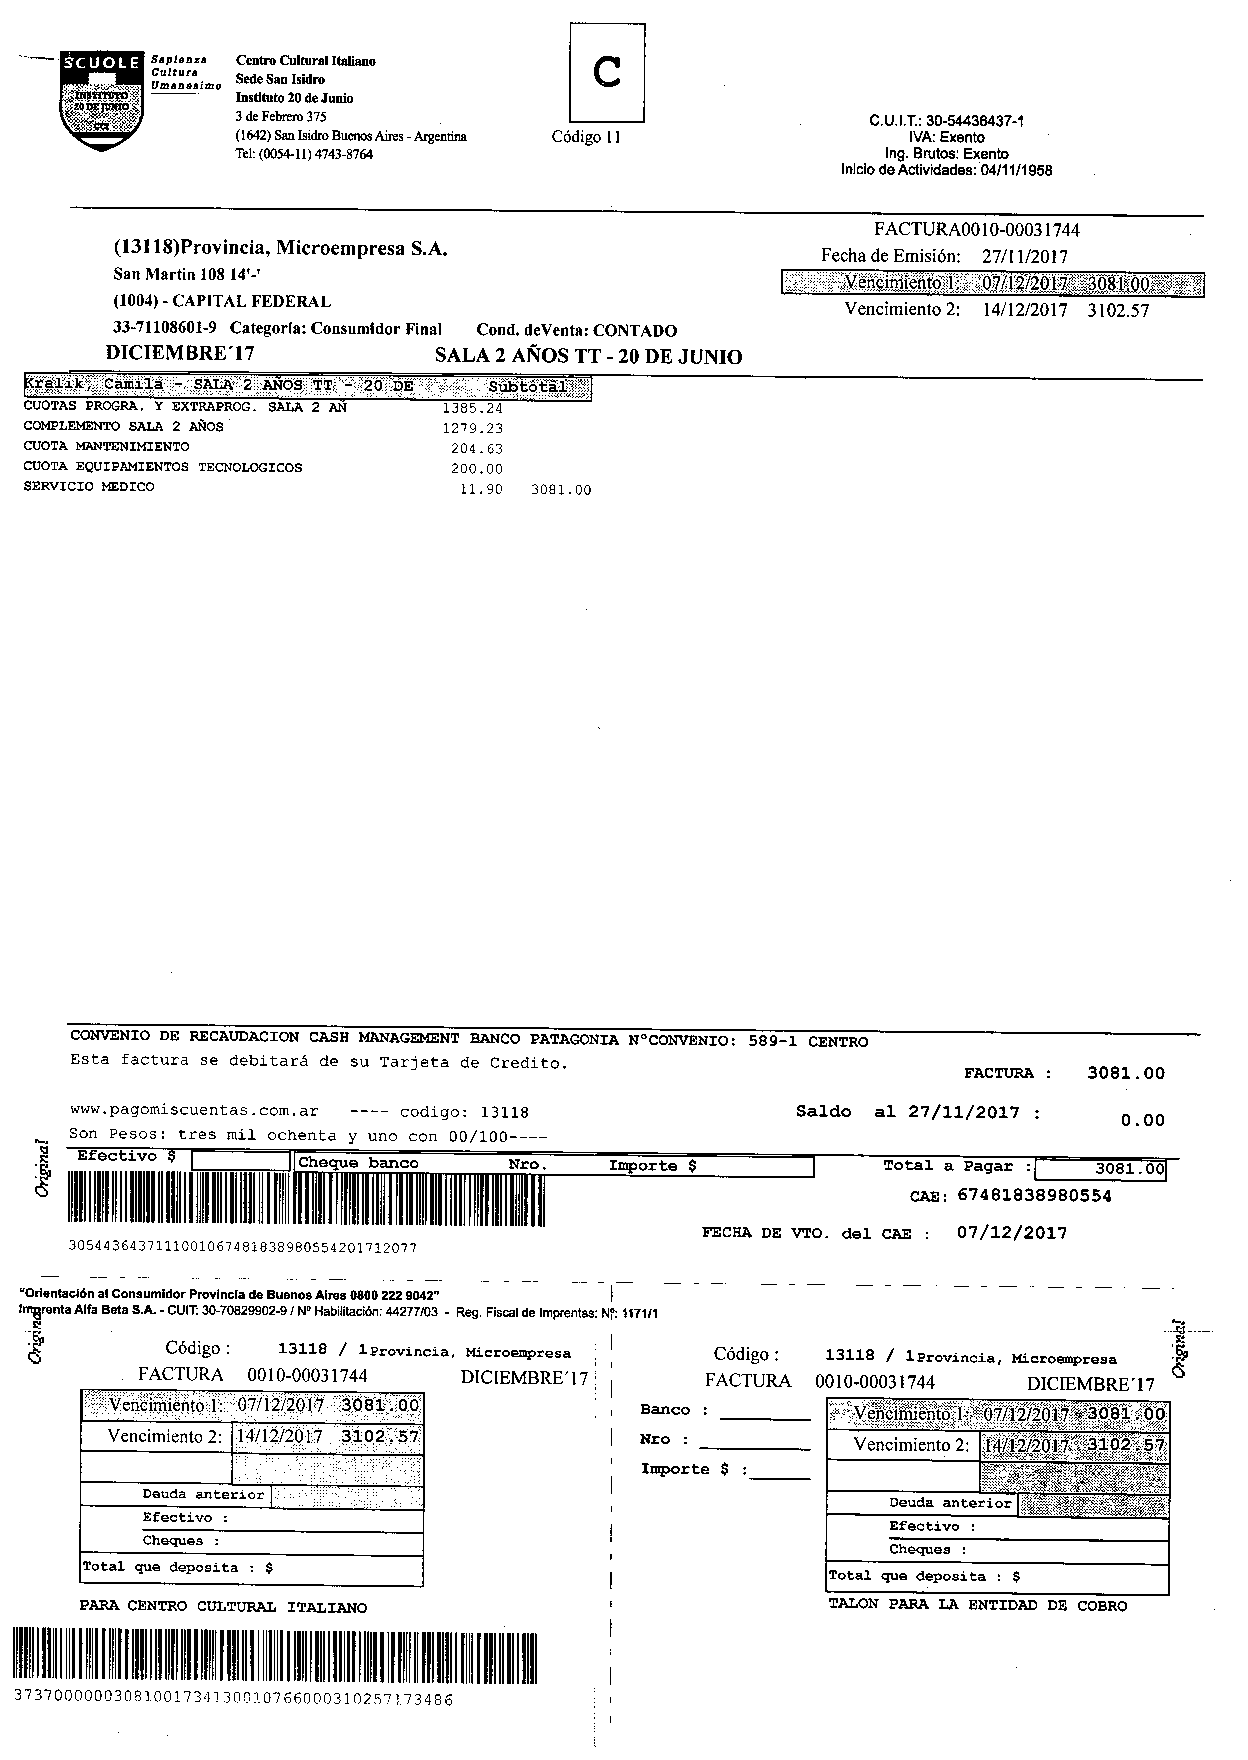 SCUOLE
INSTITUTO
20 DE JUNIO
CCI
Sapienza
Cultura
Umanesimo
Centro Cultural Italiano
Sede San Isidro
Instituto 20 de Junio
3 de Febrero 375
(1642) San Isidro Buenos Aires - Argentina
Tel: (0054-11) 4743-8764
C
Código 11
C.U.I.T.: 30-54436437-1
IVA: Exento
Ing. Brutos: Exento
Inicio de Actividades: 04/11/1958
FACTURA0010-00031744
Fecha de Emisión: 27/11/2017
Vencimiento 1: 07/12/2017 3081.00
Vencimiento 2: 14/12/2017 3102.57
(13118)Provincia, Microempresa S.A.
San Martin 108 14'-'
(1004) - CAPITAL FEDERAL
33-71108601-9 Categoría: Consumidor Final Cond. deVenta: CONTADO
DICIEMBRE´17 SALA 2 AÑOS TT - 20 DE JUNIO
Kralik, Camila - SALA 2 AÑOS TT - 20 DE Subtotal
CUOTAS PROGRA. Y EXTRAPROG. SALA 2 AÑ 1385.24
COMPLEMENTO SALA 2 AÑOS 1279.23
CUOTA MANTENIMIENTO 204.63
CUOTA EQUIPAMIENTOS TECNOLOGICOS 200.00
SERVICIO MEDICO 11.90 3081.00
CONVENIO DE RECAUDACION CASH MANAGEMENT BANCO PATAGONIA N°CONVENIO: 589-1 CENTRO
Esta factura se debitará de su Tarjeta de Credito.
FACTURA : 3081.00
www.pagomiscuentas.com.ar ---- codigo: 13118
Saldo al 27/11/2017 : 0.00
Son Pesos: tres mil ochenta y uno con 00/100----
Original
Efectivo $ Cheque banco Nro. Importe $
Total a Pagar : 3081.00
CAE: 67481838980554
FECHA DE VTO. del CAE : 07/12/2017
3054436437111001067481838980554201712077
"Orientación al Consumidor Provincia de Buenos Aires 0800 222 9042"
Imprenta Alfa Beta S.A. - CUIT: 30-70829902-9 / Nº Habilitación: 44277/03 - Reg. Fiscal de Imprentas: Nº: 1171/1
Original
Código : 13118 / 1Provincia, Microempresa
FACTURA 0010-00031744 DICIEMBRE´17
Vencimiento 1: 07/12/2017 3081.00
Vencimiento 2: 14/12/2017 3102.57
Deuda anterior
Efectivo :
Cheques :
Total que deposita : $
PARA CENTRO CULTURAL ITALIANO
Original
Código : 13118 / 1Provincia, Microempresa
FACTURA 0010-00031744 DICIEMBRE´17
Banco :
Nro :
Importe $ :
Vencimiento 1: 07/12/2017 3081.00
Vencimiento 2: 14/12/2017 3102.57
Deuda anterior
Efectivo :
Cheques :
Total que deposita : $
TALON PARA LA ENTIDAD DE COBRO
373700000030810017341300107660003102571​73486